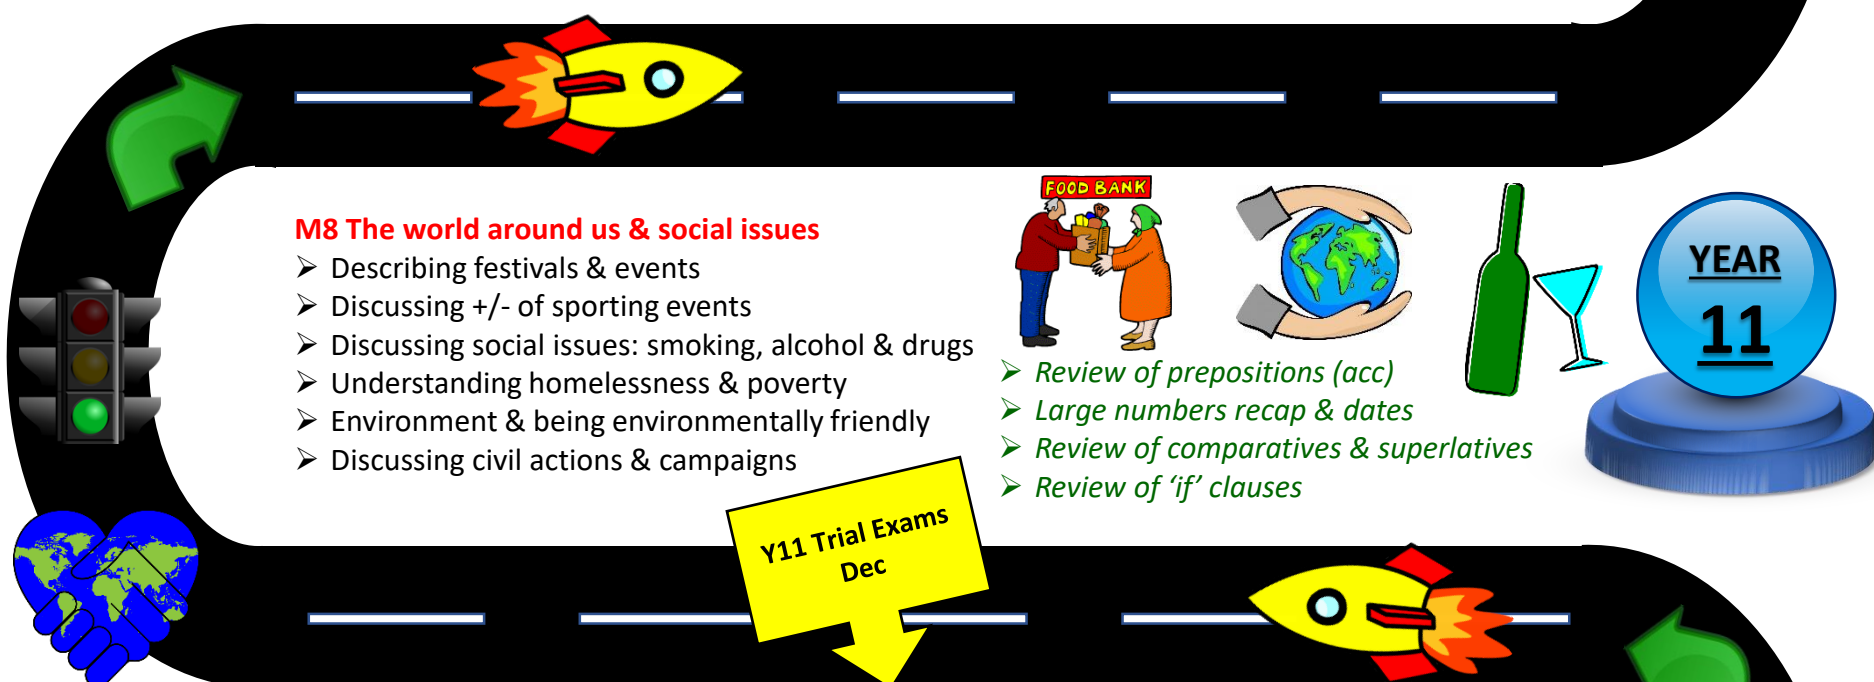 FOOD BANK
M8 The world around us & social issues
➢ Describing festivals & events
➢ Discussing +/- of sporting events
➢ Discussing social issues: smoking, alcohol & drugs
➢ Understanding homelessness & poverty
➢ Environment & being environmentally friendly
➢ Discussing civil actions & campaigns
➢ Review of prepositions (acc)
➢ Large numbers recap & dates
➢ Review of comparatives & superlatives
➢ Review of ‘if’ clauses
YEAR
11
Y11 Trial Exams
Dec